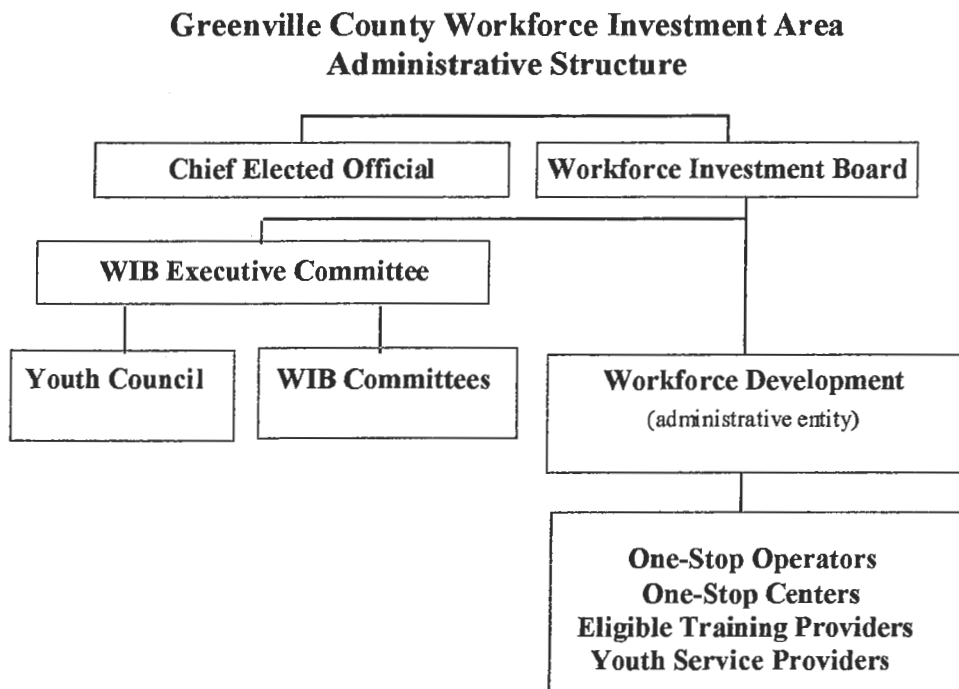 Greenville County Workforce Investment Area
Administrative Structure
Chief Elected Official
Workforce Investment Board
WIB Executive Committee
Youth Council
WIB Committees
Workforce Development
(administrative entity)
One-Stop Operators
One-Stop Centers
Eligible Training Providers
Youth Service Providers